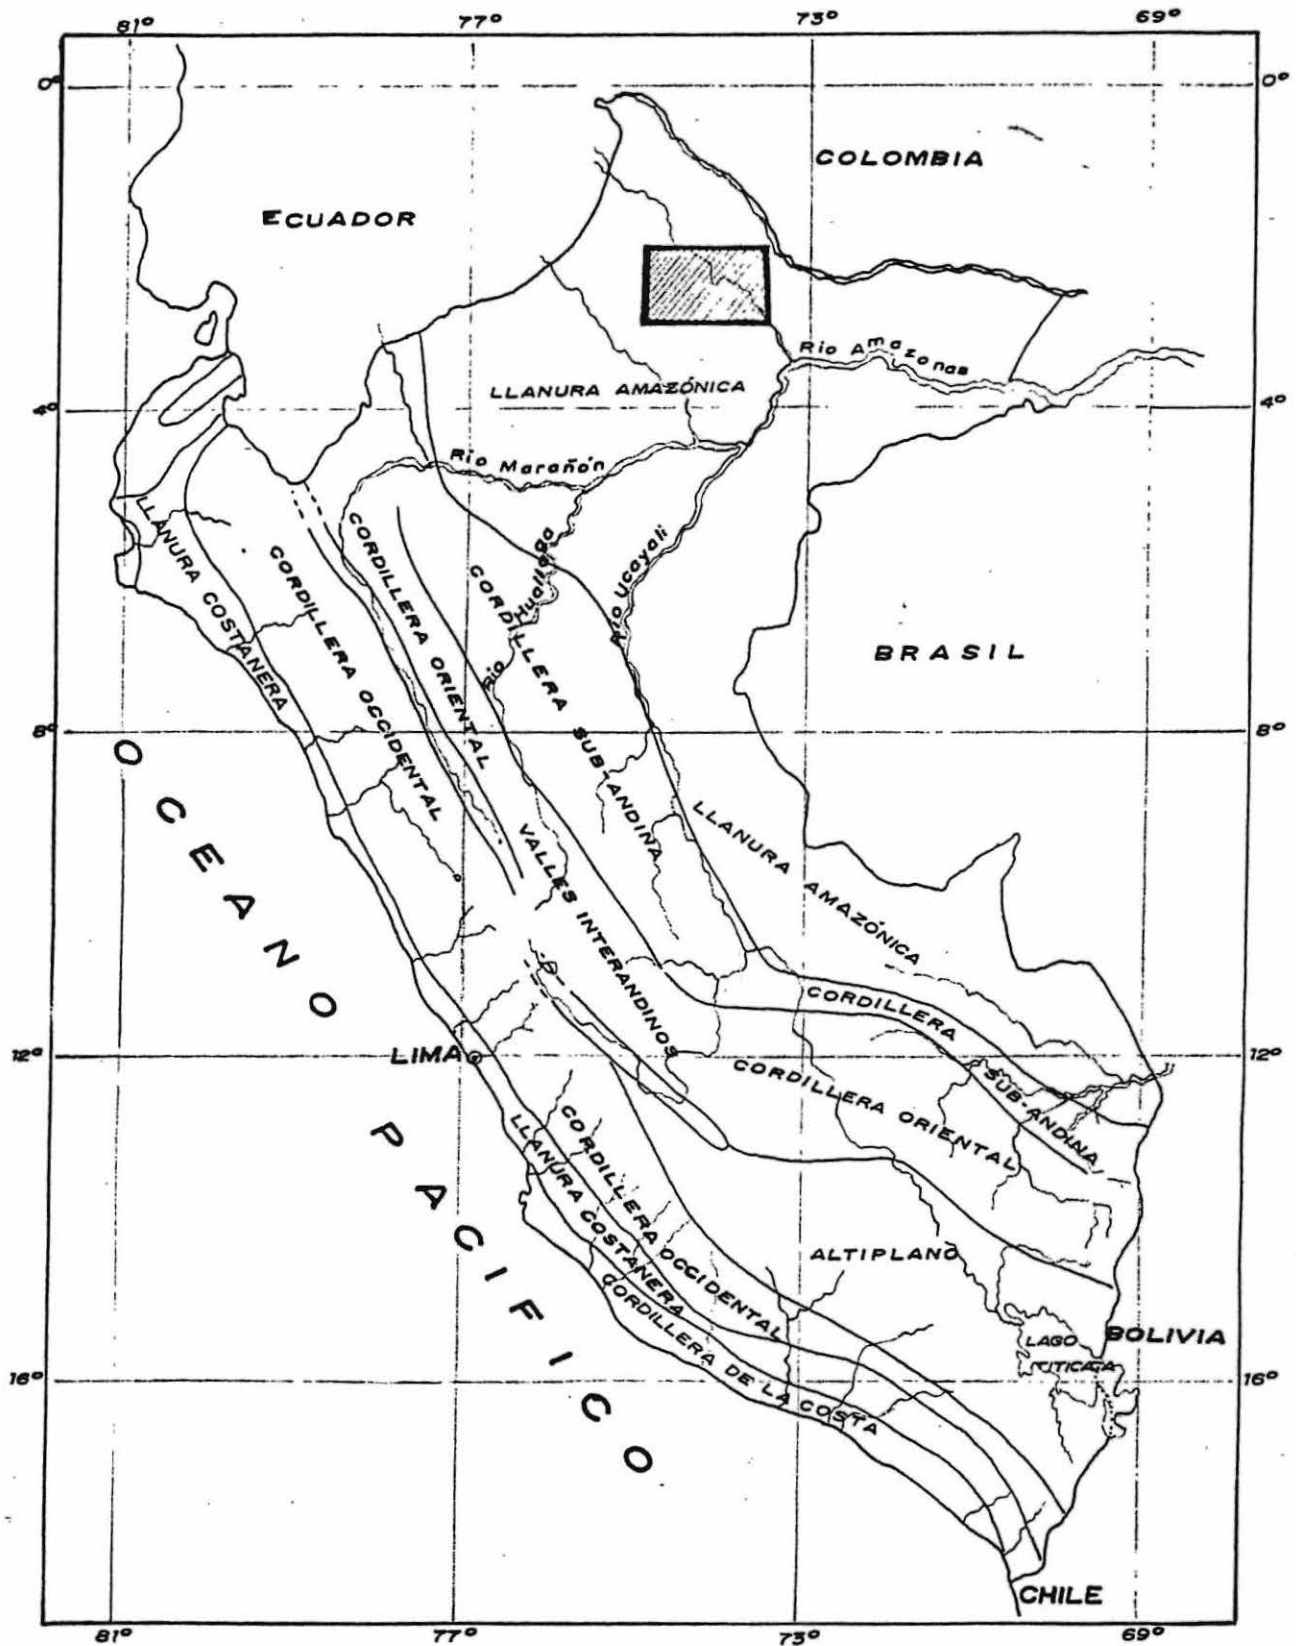 81° 77° 73° 69°
0° 0°
COLOMBIA
ECUADOR
Rio Amazonas
LLANURA AMAZÓNICA
4° 4°
Rio Marañón
LLANURA COSTANERA
CORDILLERA OCCIDENTAL
CORDILLERA ORIENTAL
CORDILLERA SUB-ANDINA
Rio Huallaga
Rio Ucayali
BRASIL
8° 8°
OCEANO PACIFICO
VALLES INTERANDINOS
LLANURA AMAZÓNICA
CORDILLERA SUB-ANDINA
LIMA
12° 12°
CORDILLERA ORIENTAL
CORDILLERA OCCIDENTAL
LLANURA COSTANERA
CORDILLERA DE LA COSTA
ALTIPLANO
LAGO
TITICACA
BOLIVIA
16° 16°
CHILE
81° 77° 73° 69°